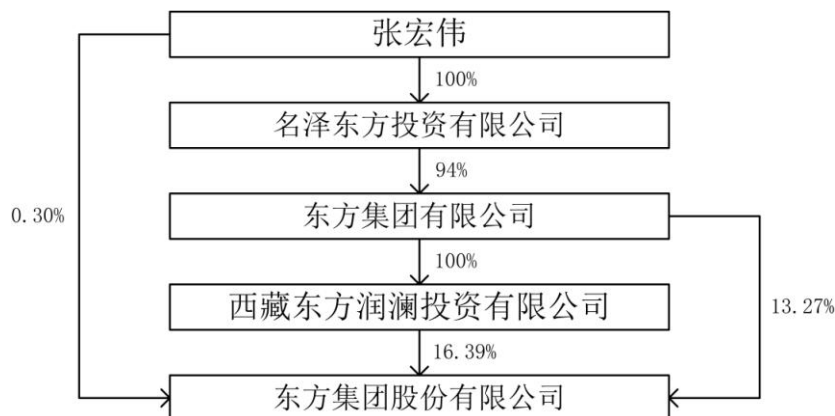 张宏伟
100%
名泽东方投资有限公司
94%
0.30%
东方集团有限公司
100%
西藏东方润澜投资有限公司
13.27%
16.39%
东方集团股份有限公司